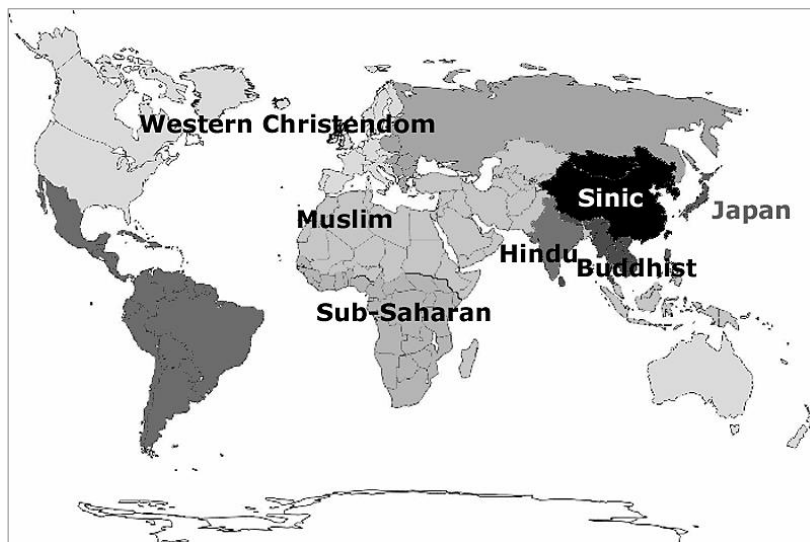 Western Christendom
Sinic
Japan
Muslim
Hindu
Buddhist
Sub-Saharan